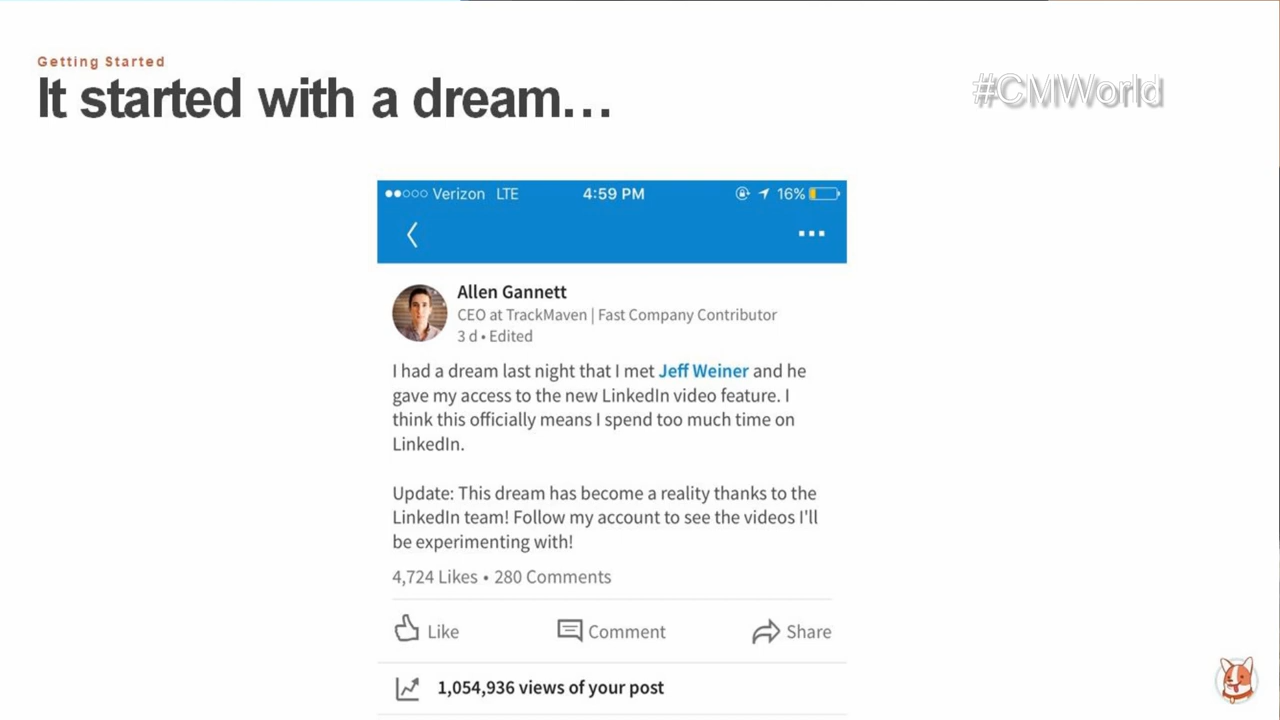 Getting Started
It started with a dream...
#CMWorld
Verizon LTE
4:59 PM
16%
Allen Gannett
CEO at TrackMaven | Fast Company Contributor
3 d • Edited
I had a dream last night that I met Jeff Weiner and he
gave my access to the new LinkedIn video feature. I
think this officially means I spend too much time on
LinkedIn.
Update: This dream has become a reality thanks to the
LinkedIn team! Follow my account to see the videos I'll
be experimenting with!
4,724 Likes • 280 Comments
Like
Comment
Share
1,054,936 views of your post